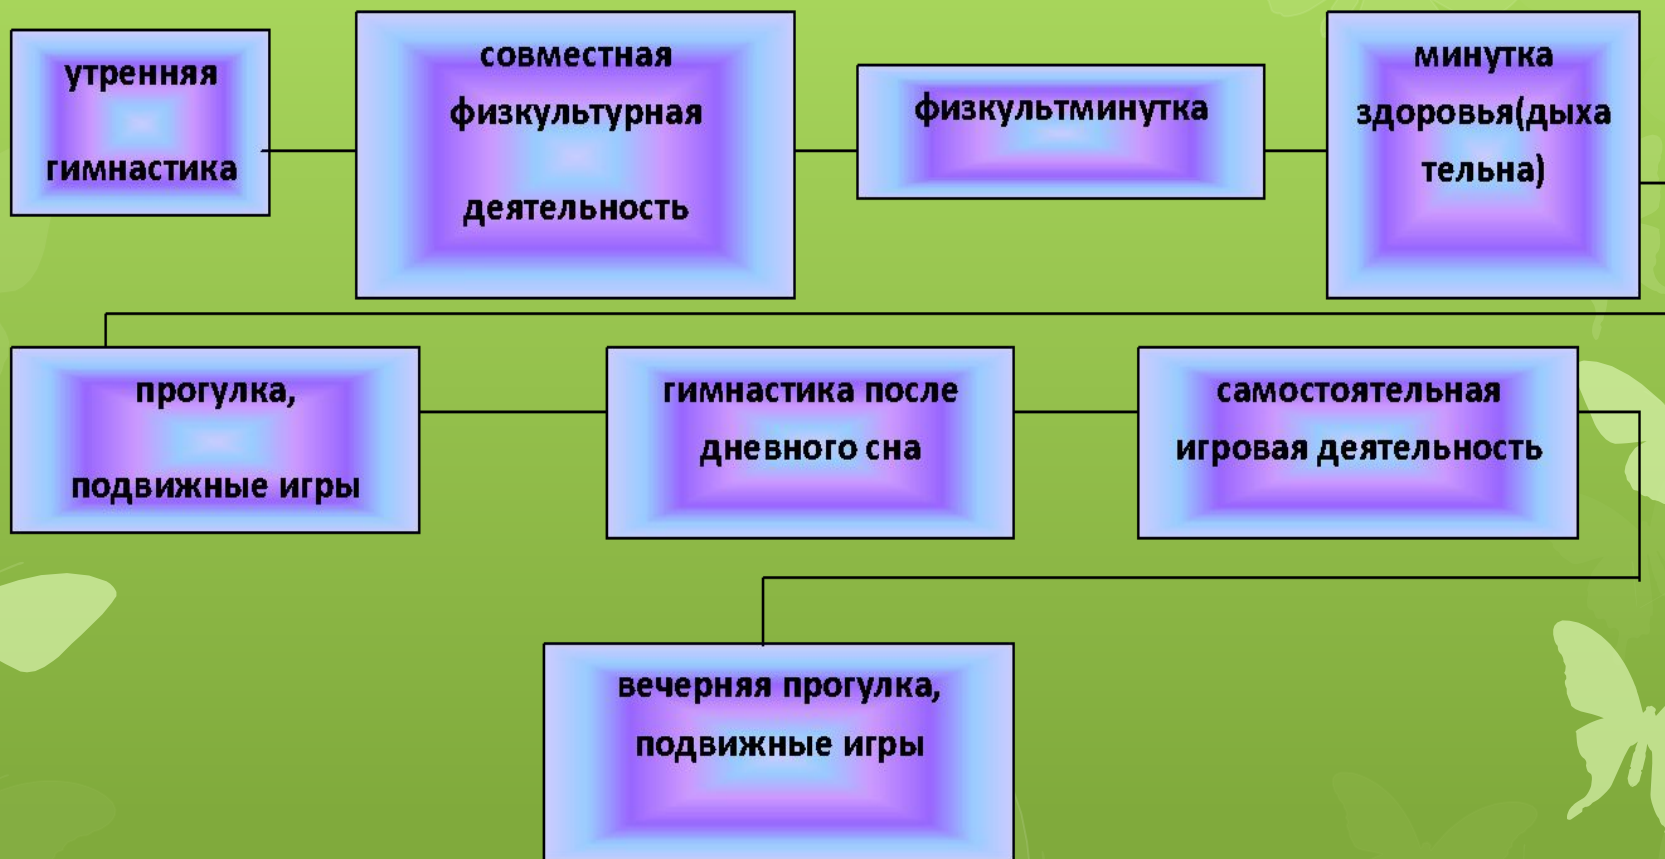 утренняя
гимнастика
совместная
физкультурная
деятельность
физкультминутка
минутка
здоровья(дыха
тельна)
прогулка,
подвижные игры
гимнастика после
дневного сна
самостоятельная
игровая деятельность
вечерняя прогулка,
подвижные игры